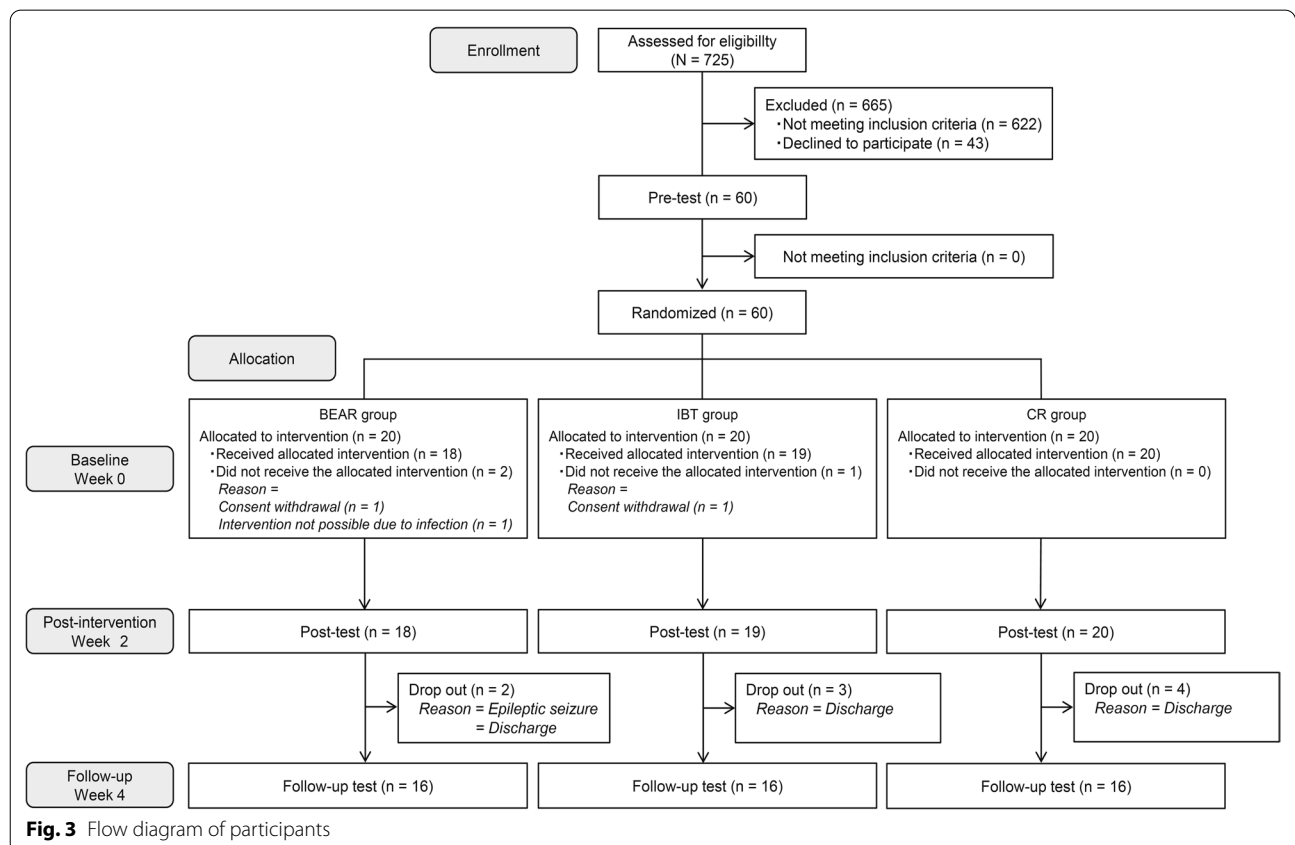 Enrollment
Assessed for eligibillty
(N = 725)
Excluded (n = 665)
・Not meeting inclusion criteria (n = 622)
・Declined to participate (n = 43)
Pre-test (n = 60)
Not meeting inclusion criteria (n = 0)
Randomized (n = 60)
Allocation
Baseline
Week 0
BEAR group
Allocated to intervention (n = 20)
・Received allocated intervention (n = 18)
・Did not receive the allocated intervention (n = 2)
Reason =
Consent withdrawal (n = 1)
Intervention not possible due to infection (n = 1)
IBT group
Allocated to intervention (n = 20)
・Received allocated intervention (n = 19)
・Did not receive the allocated intervention (n = 1)
Reason =
Consent withdrawal (n = 1)
CR group
Allocated to intervention (n = 20)
・Received allocated intervention (n = 20)
・Did not receive the allocated intervention (n = 0)
Post-intervention
Week 2
Post-test (n = 18)
Post-test (n = 19)
Post-test (n = 20)
Drop out (n = 2)
Reason = Epileptic seizure
= Discharge
Drop out (n = 3)
Reason = Discharge
Drop out (n = 4)
Reason = Discharge
Follow-up
Week 4
Follow-up test (n = 16)
Follow-up test (n = 16)
Follow-up test (n = 16)
Fig. 3 Flow diagram of participants